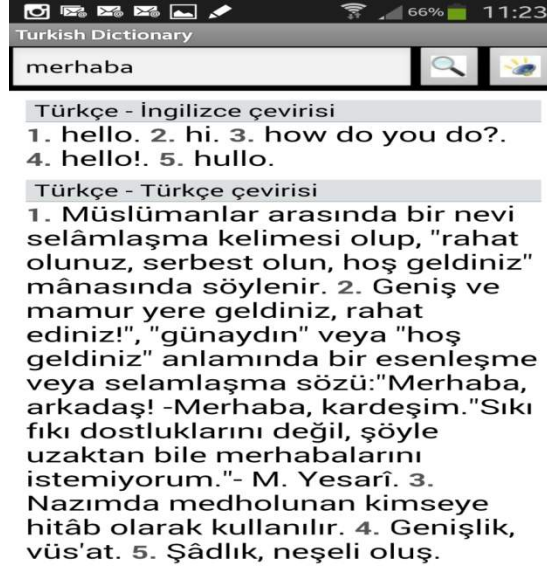 66% 11:23
Turkish Dictionary
merhaba
Türkçe - İngilizce çevirisi
1. hello. 2. hi. 3. how do you do?.
4. hello!. 5. hullo.
Türkçe - Türkçe çevirisi
1. Müslümanlar arasında bir nevi
selâmlaşma kelimesi olup, "rahat
olunuz, serbest olun, hoş geldiniz"
mânasında söylenir. 2. Geniş ve
mamur yere geldiniz, rahat
ediniz!", "günaydın" veya "hoş
geldiniz" anlamında bir esenleşme
veya selamlaşma sözü:"Merhaba,
arkadaş! -Merhaba, kardeşim."Sıkı
fıkı dostluklarını değil, şöyle
uzaktan bile merhabalarını
istemiyorum."- M. Yesarî. 3.
Nazımda medholunan kimseye
hitâb olarak kullanılır. 4. Genişlik,
vüs'at. 5. Şâdlık, neşeli oluş.